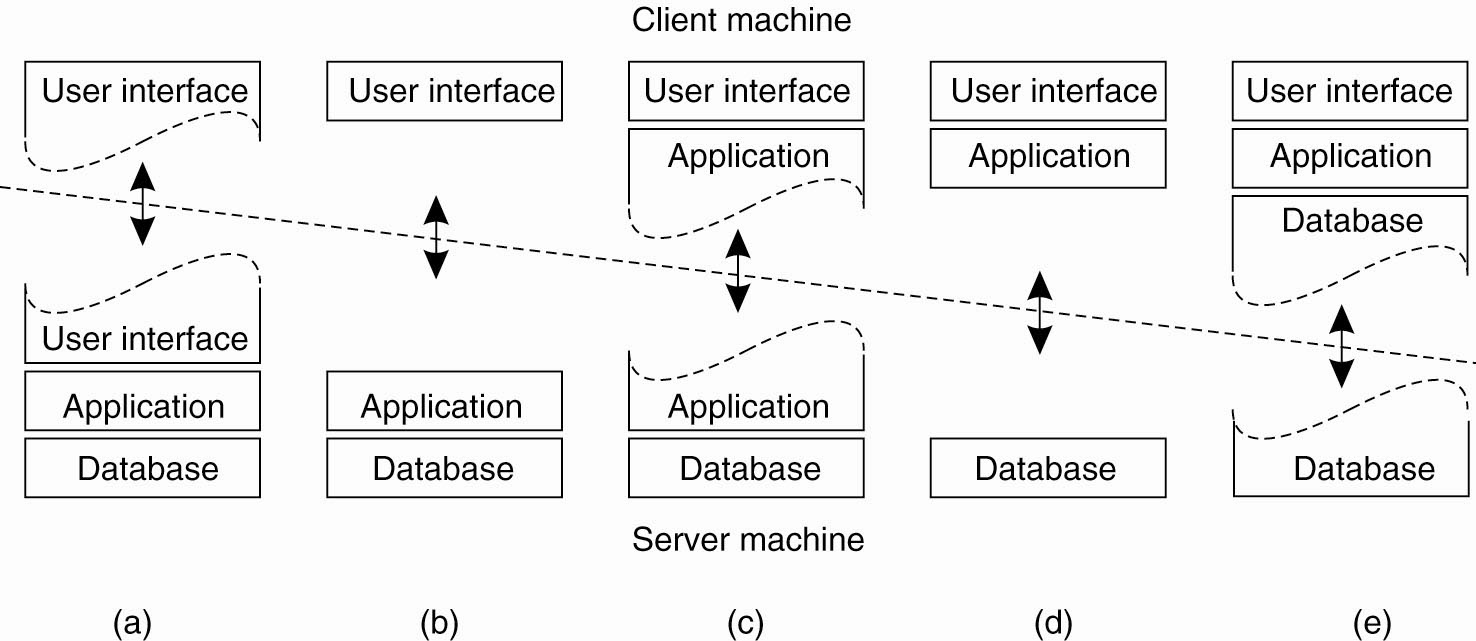 Client machine
User interface
User interface
User interface
User interface
User interface
Application
Application
Application
Database
User interface
Application
Application
Application
Database
Database
Database
Database
Database
Server machine
(a)
(b)
(c)
(d)
(e)